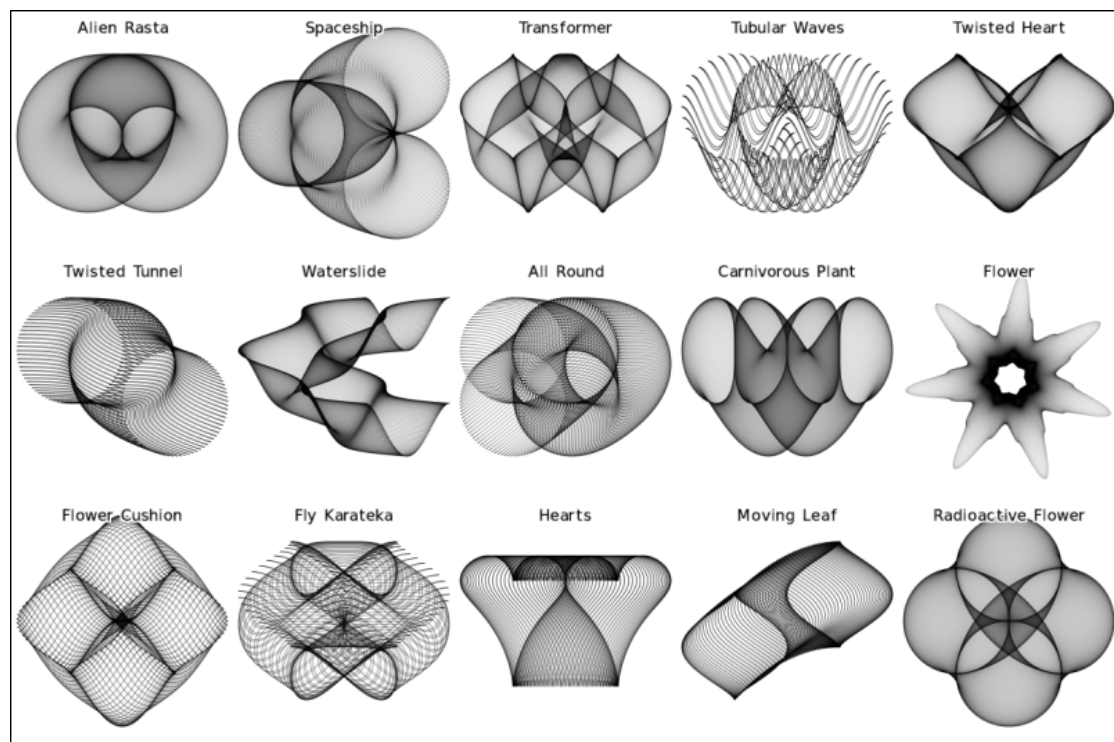 Alien Rasta
Spaceship
Transformer
Tubular Waves
Twisted Heart
Twisted Tunnel
Waterslide
All Round
Carnivorous Plant
Flower
Flower Cushion
Fly Karateka
Hearts
Moving Leaf
Radioactive Flower